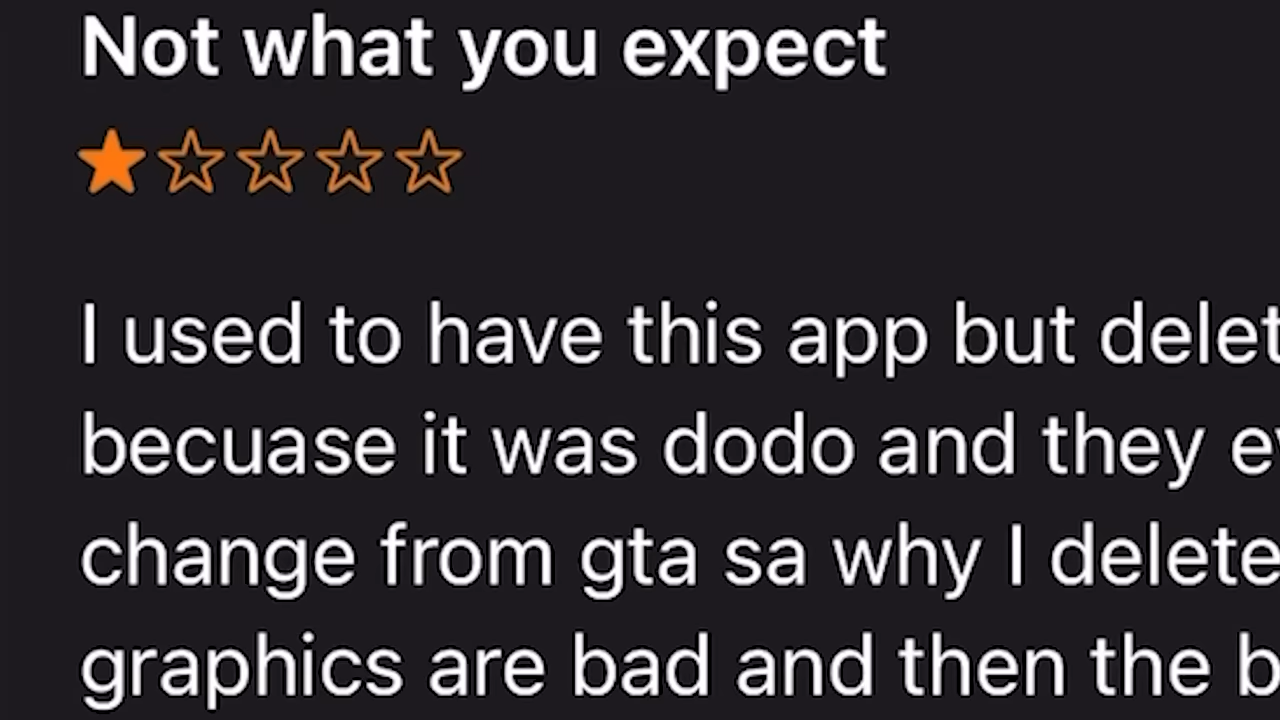 Not what you expect
I used to have this app but delet
becuase it was dodo and they ev
change from gta sa why I delete
graphics are bad and then the b